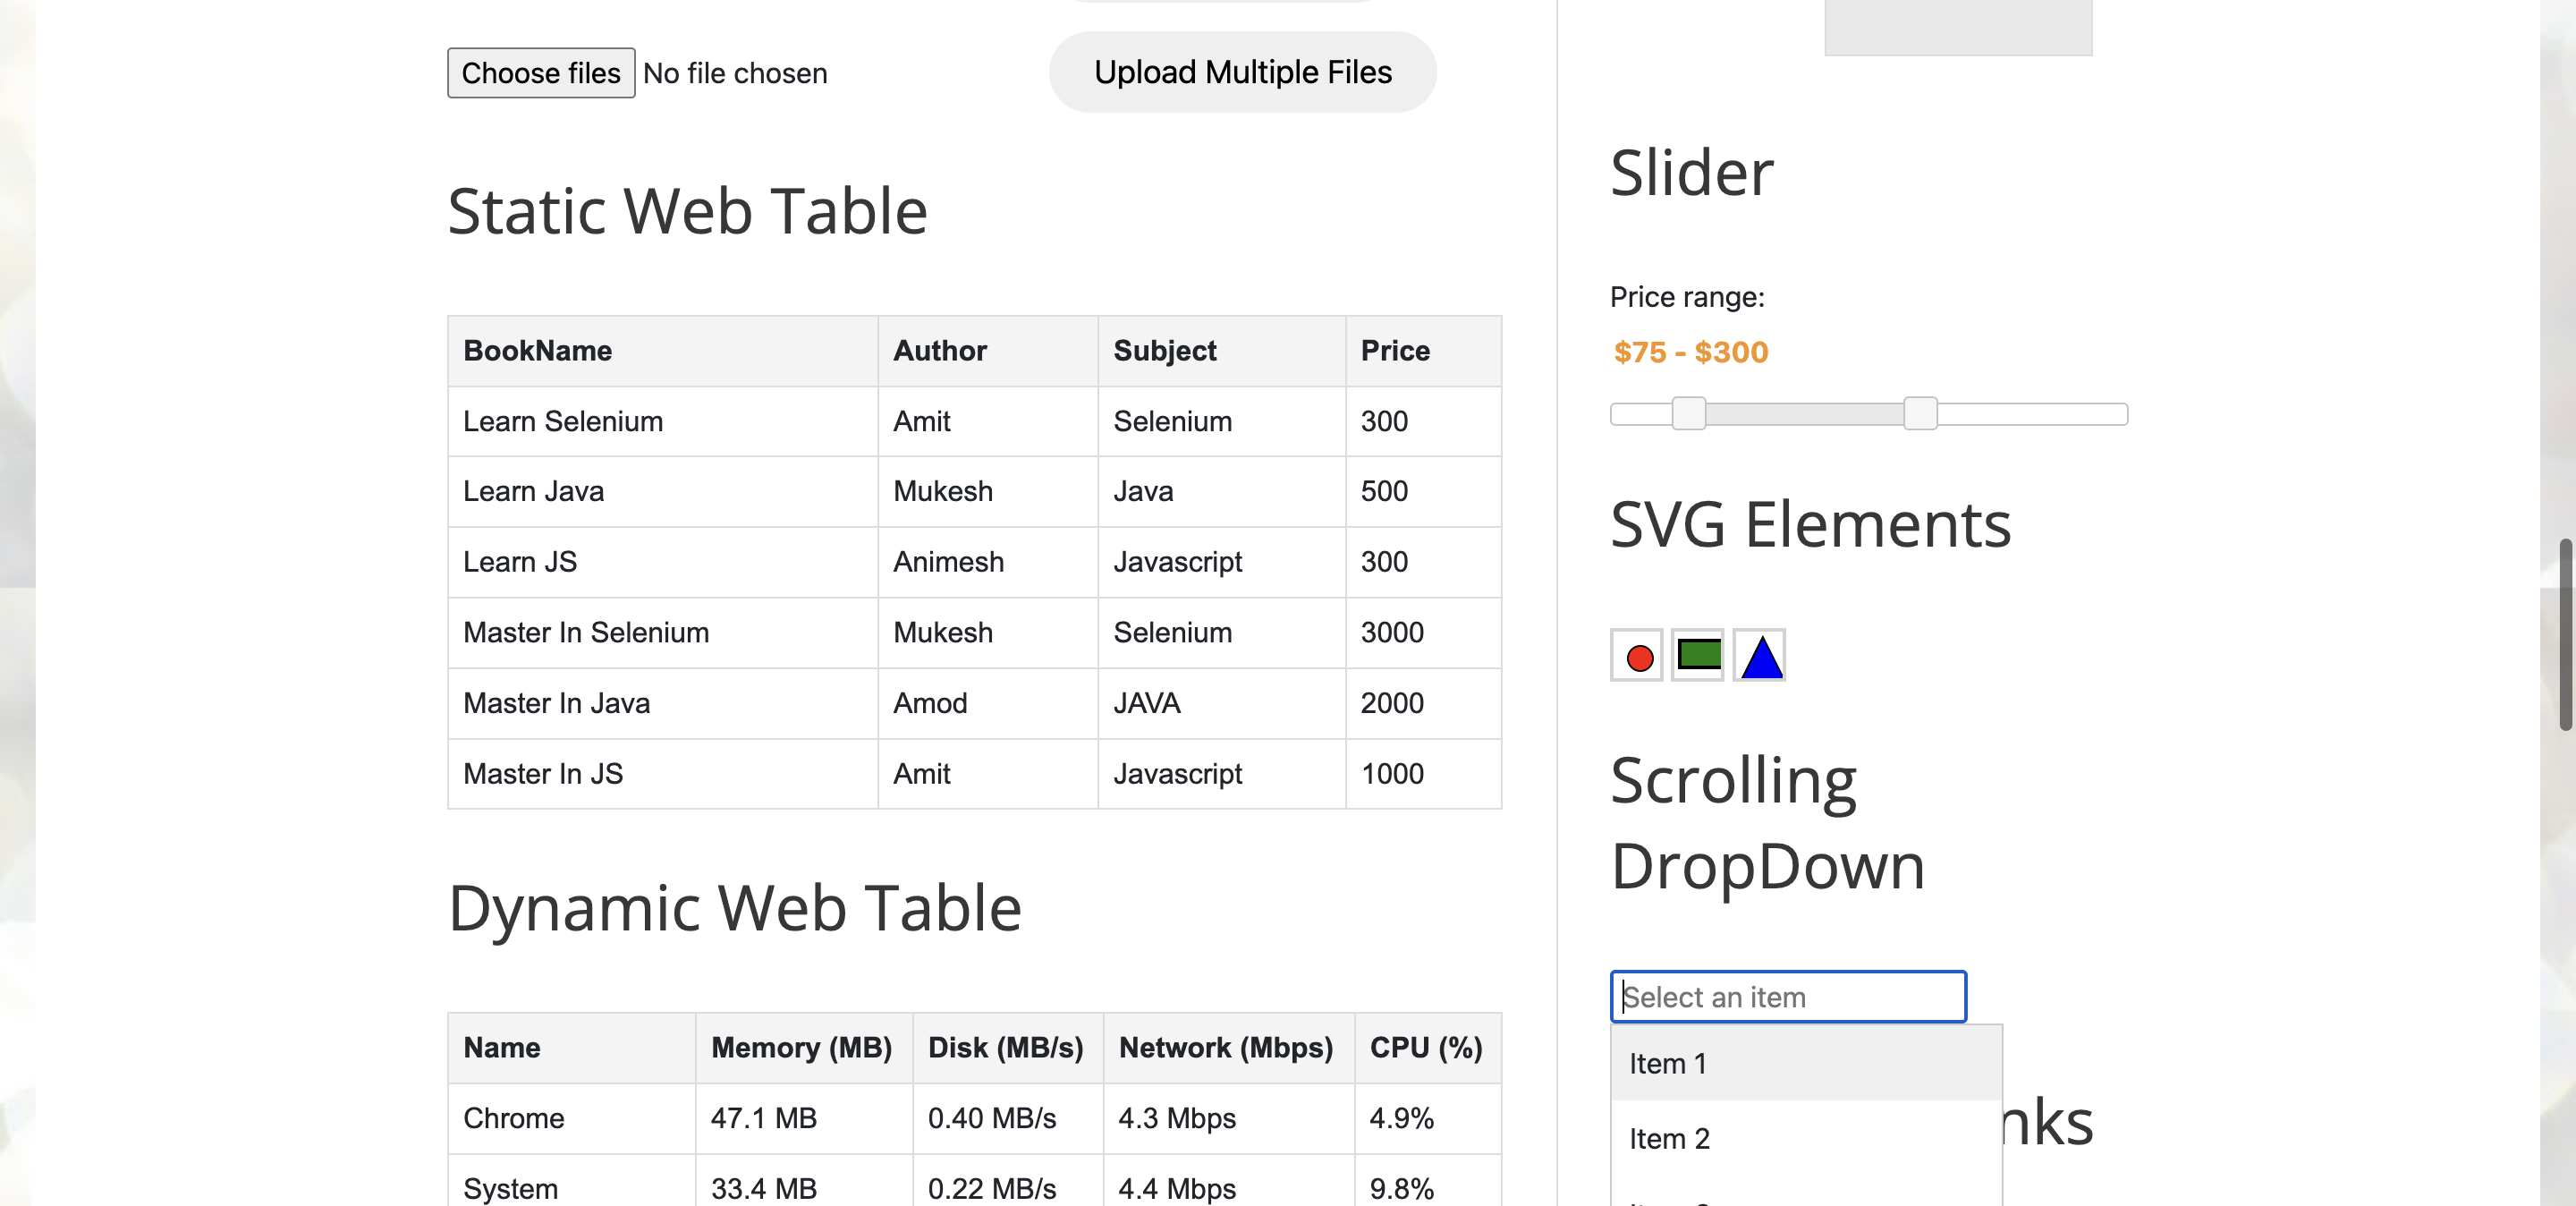 Choose files No file chosen Upload Multiple Files
Static Web Table
BookName Author Subject Price
Learn Selenium Amit Selenium 300
Learn Java Mukesh Java 500
Learn JS Animesh Javascript 300
Master In Selenium Mukesh Selenium 3000
Master In Java Amod JAVA 2000
Master In JS Amit Javascript 1000
Dynamic Web Table
Name Memory (MB) Disk (MB/s) Network (Mbps) CPU (%)
Chrome 47.1 MB 0.40 MB/s 4.3 Mbps 4.9%
System 33.4 MB 0.22 MB/s 4.4 Mbps 9.8%
Slider
Price range:
$75 - $300
SVG Elements
Scrolling
DropDown
Select an item
Item 1
Item 2
nks